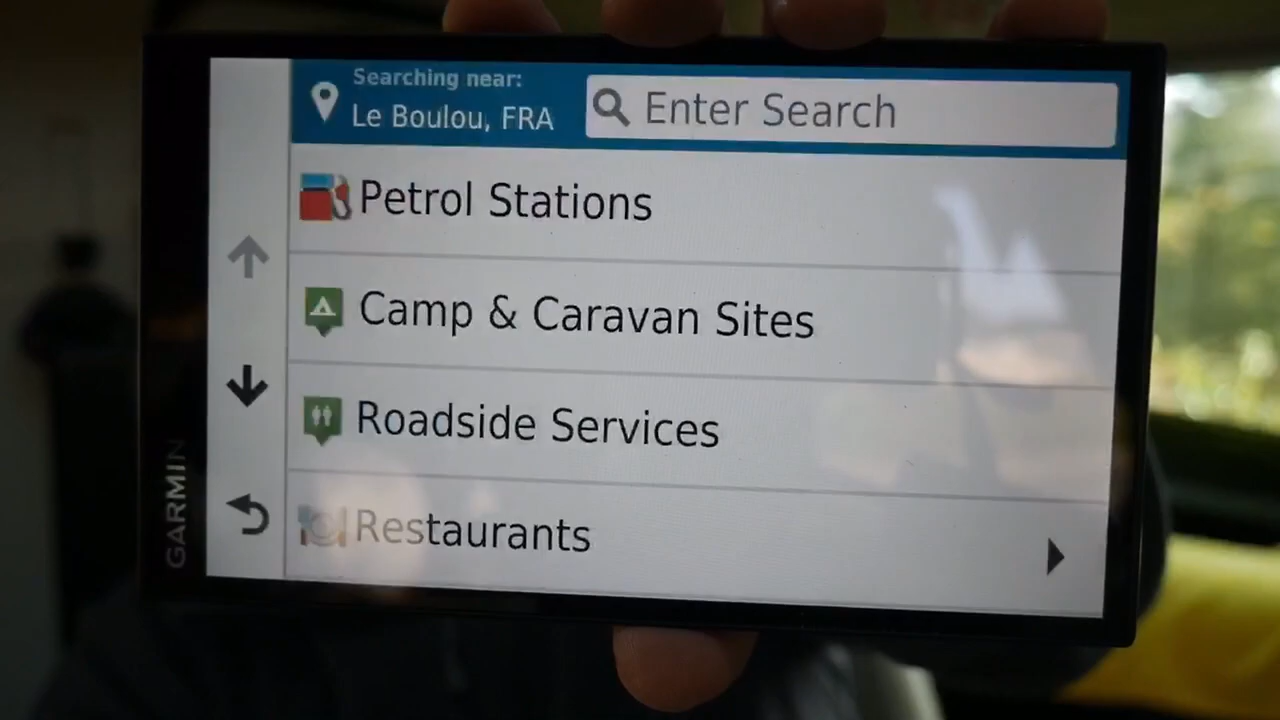 Searching near:
Le Boulou, FRA
Enter Search
Petrol Stations
Camp & Caravan Sites
Roadside Services
Restaurants
GARMIN